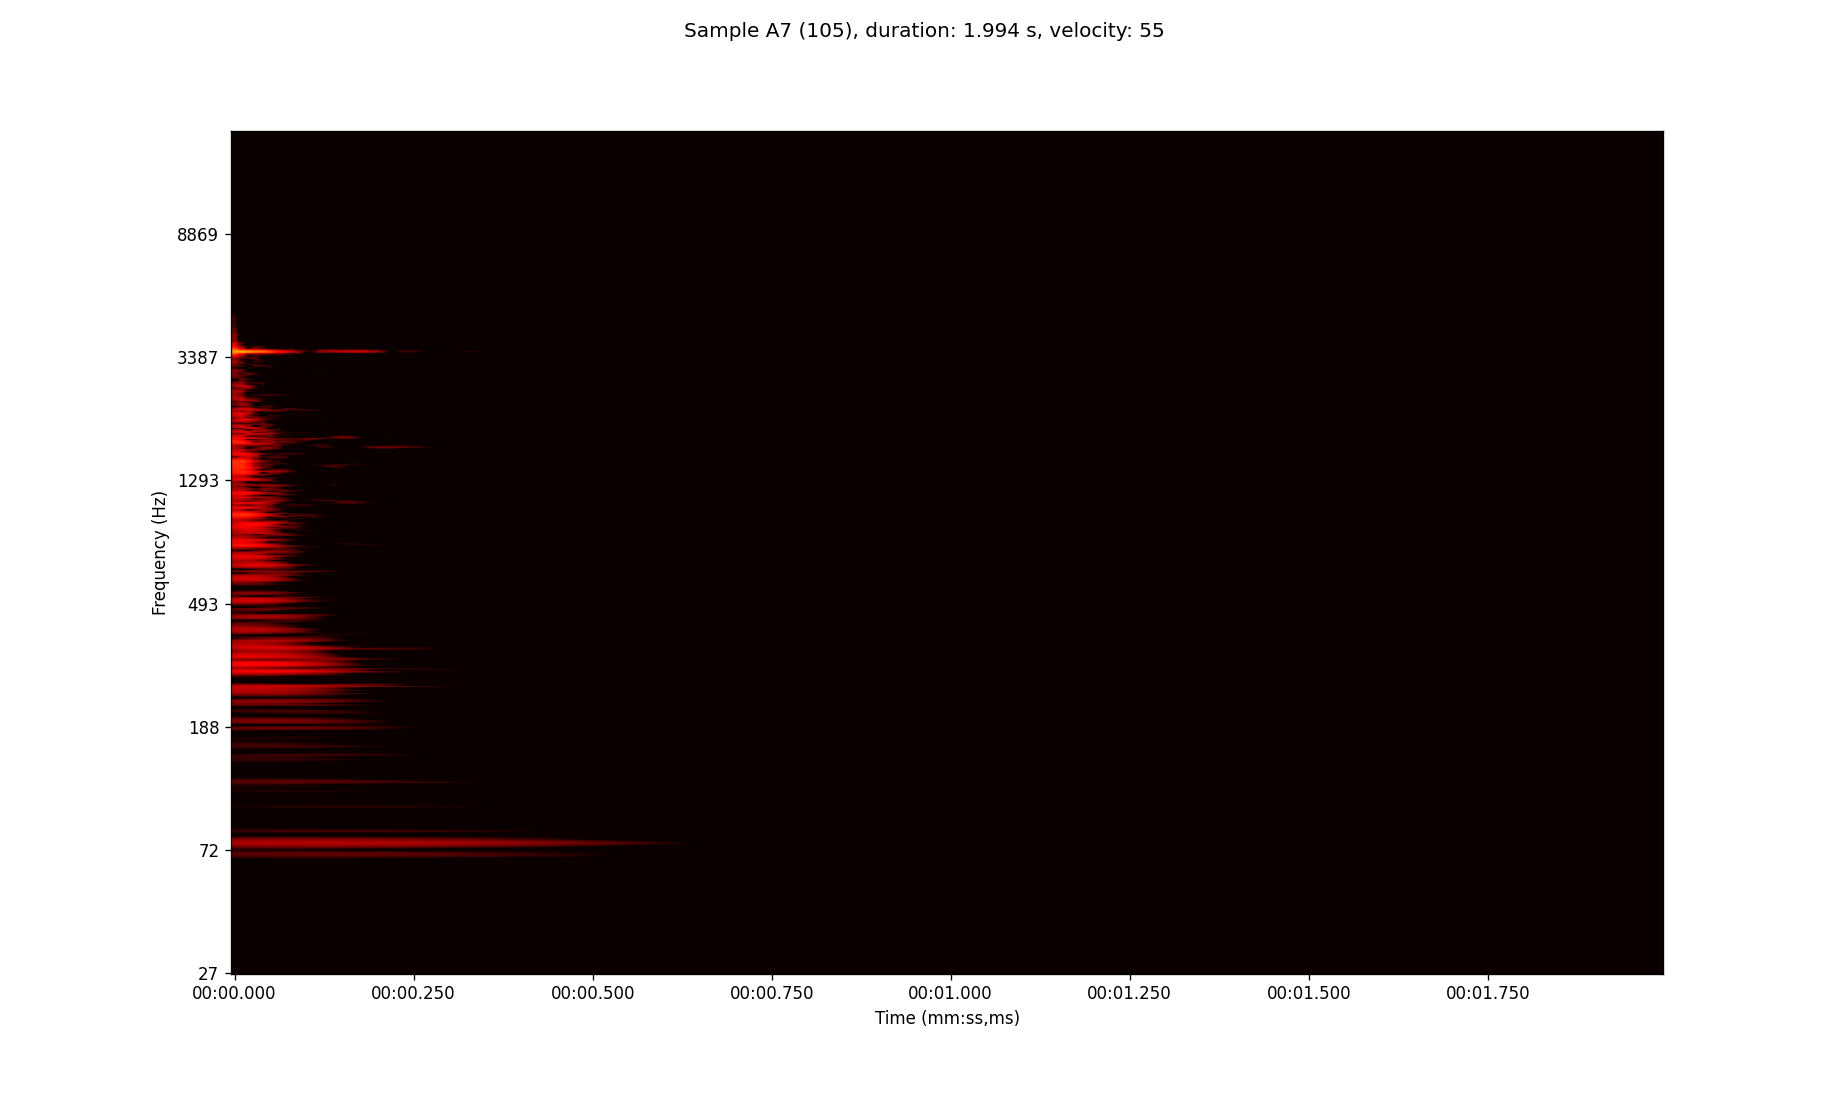 Sample A7 (105), duration: 1.994 s, velocity: 55
Frequency (Hz)
8869
3387
1293
493
188
72
27
00:00.000 00:00.250 00:00.500 00:00.750 00:01.000 00:01.250 00:01.500 00:01.750
Time (mm:ss,ms)